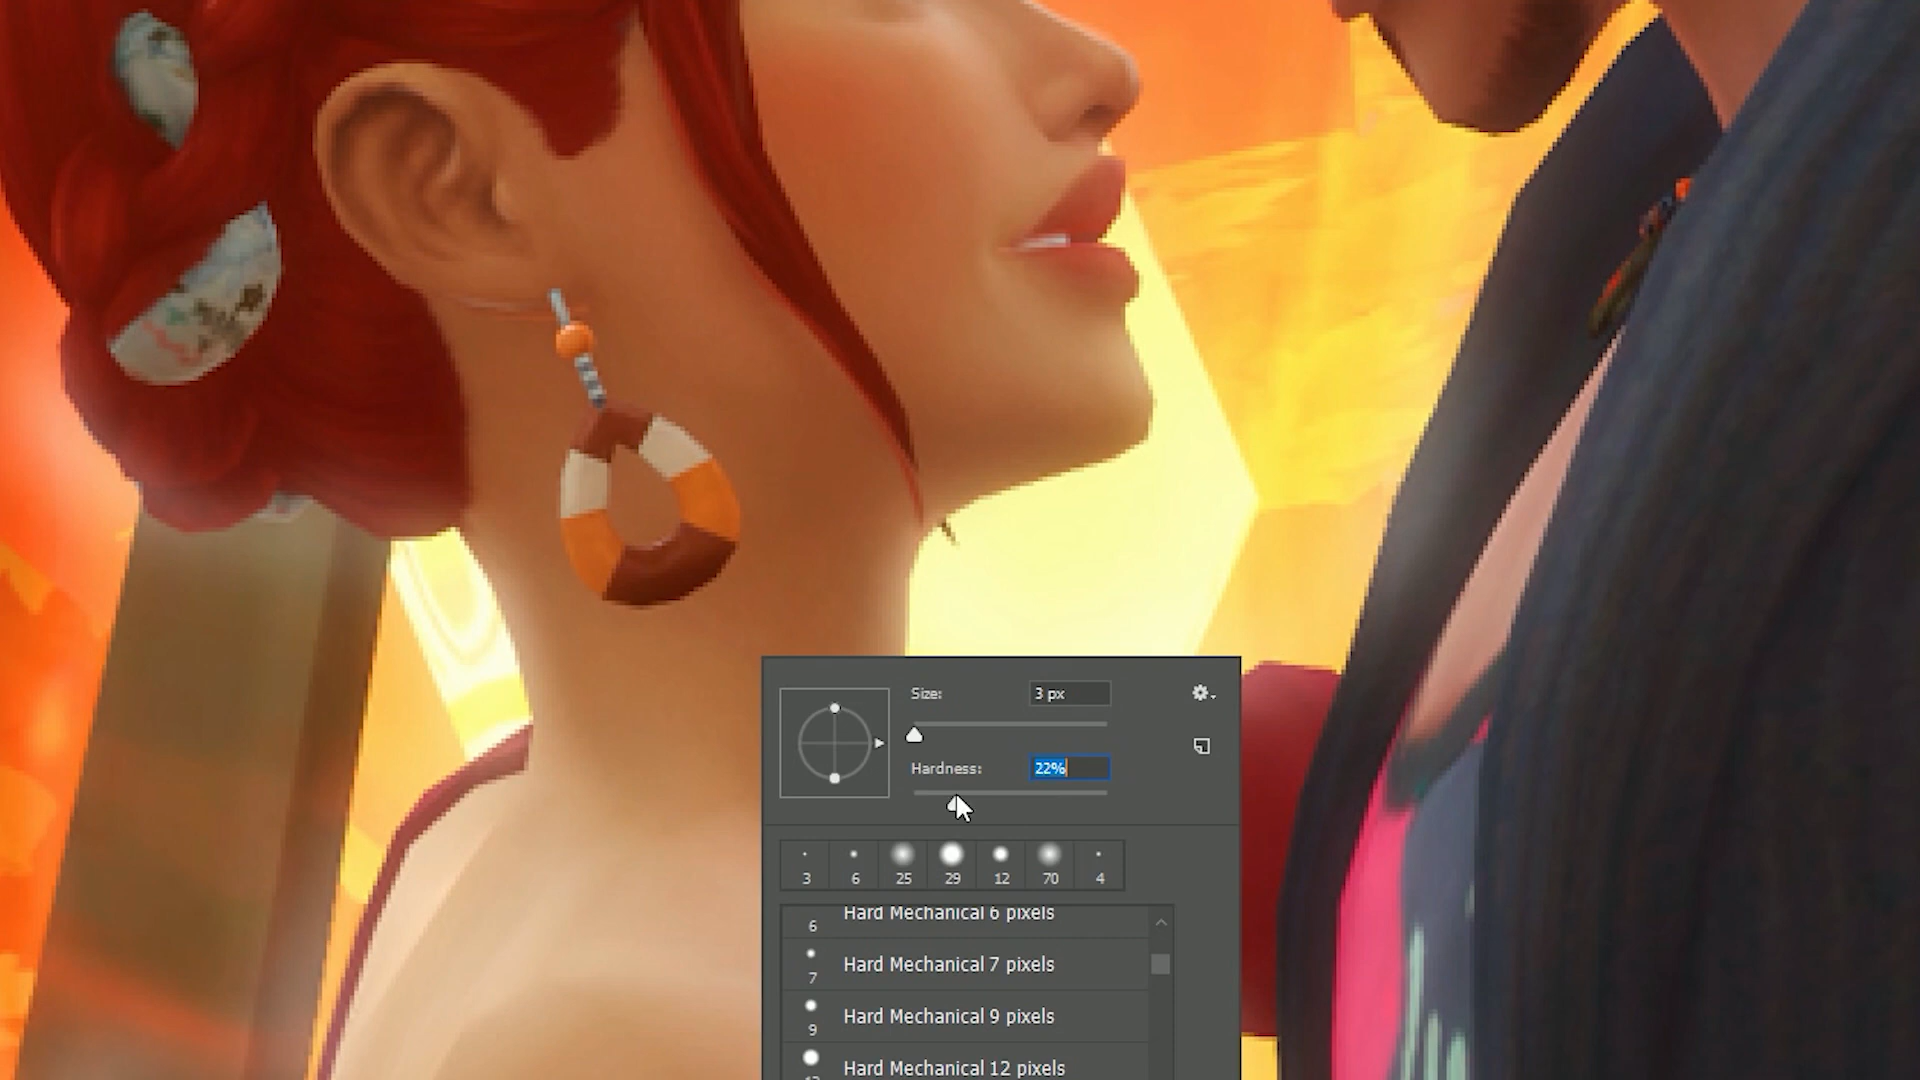 Size:
3 px
Hardness:
22%
3
6
25
29
12
70
4
6
Hard Mechanical 6 pixels
7
Hard Mechanical 7 pixels
9
Hard Mechanical 9 pixels
Hard Mechanical 12 pixels